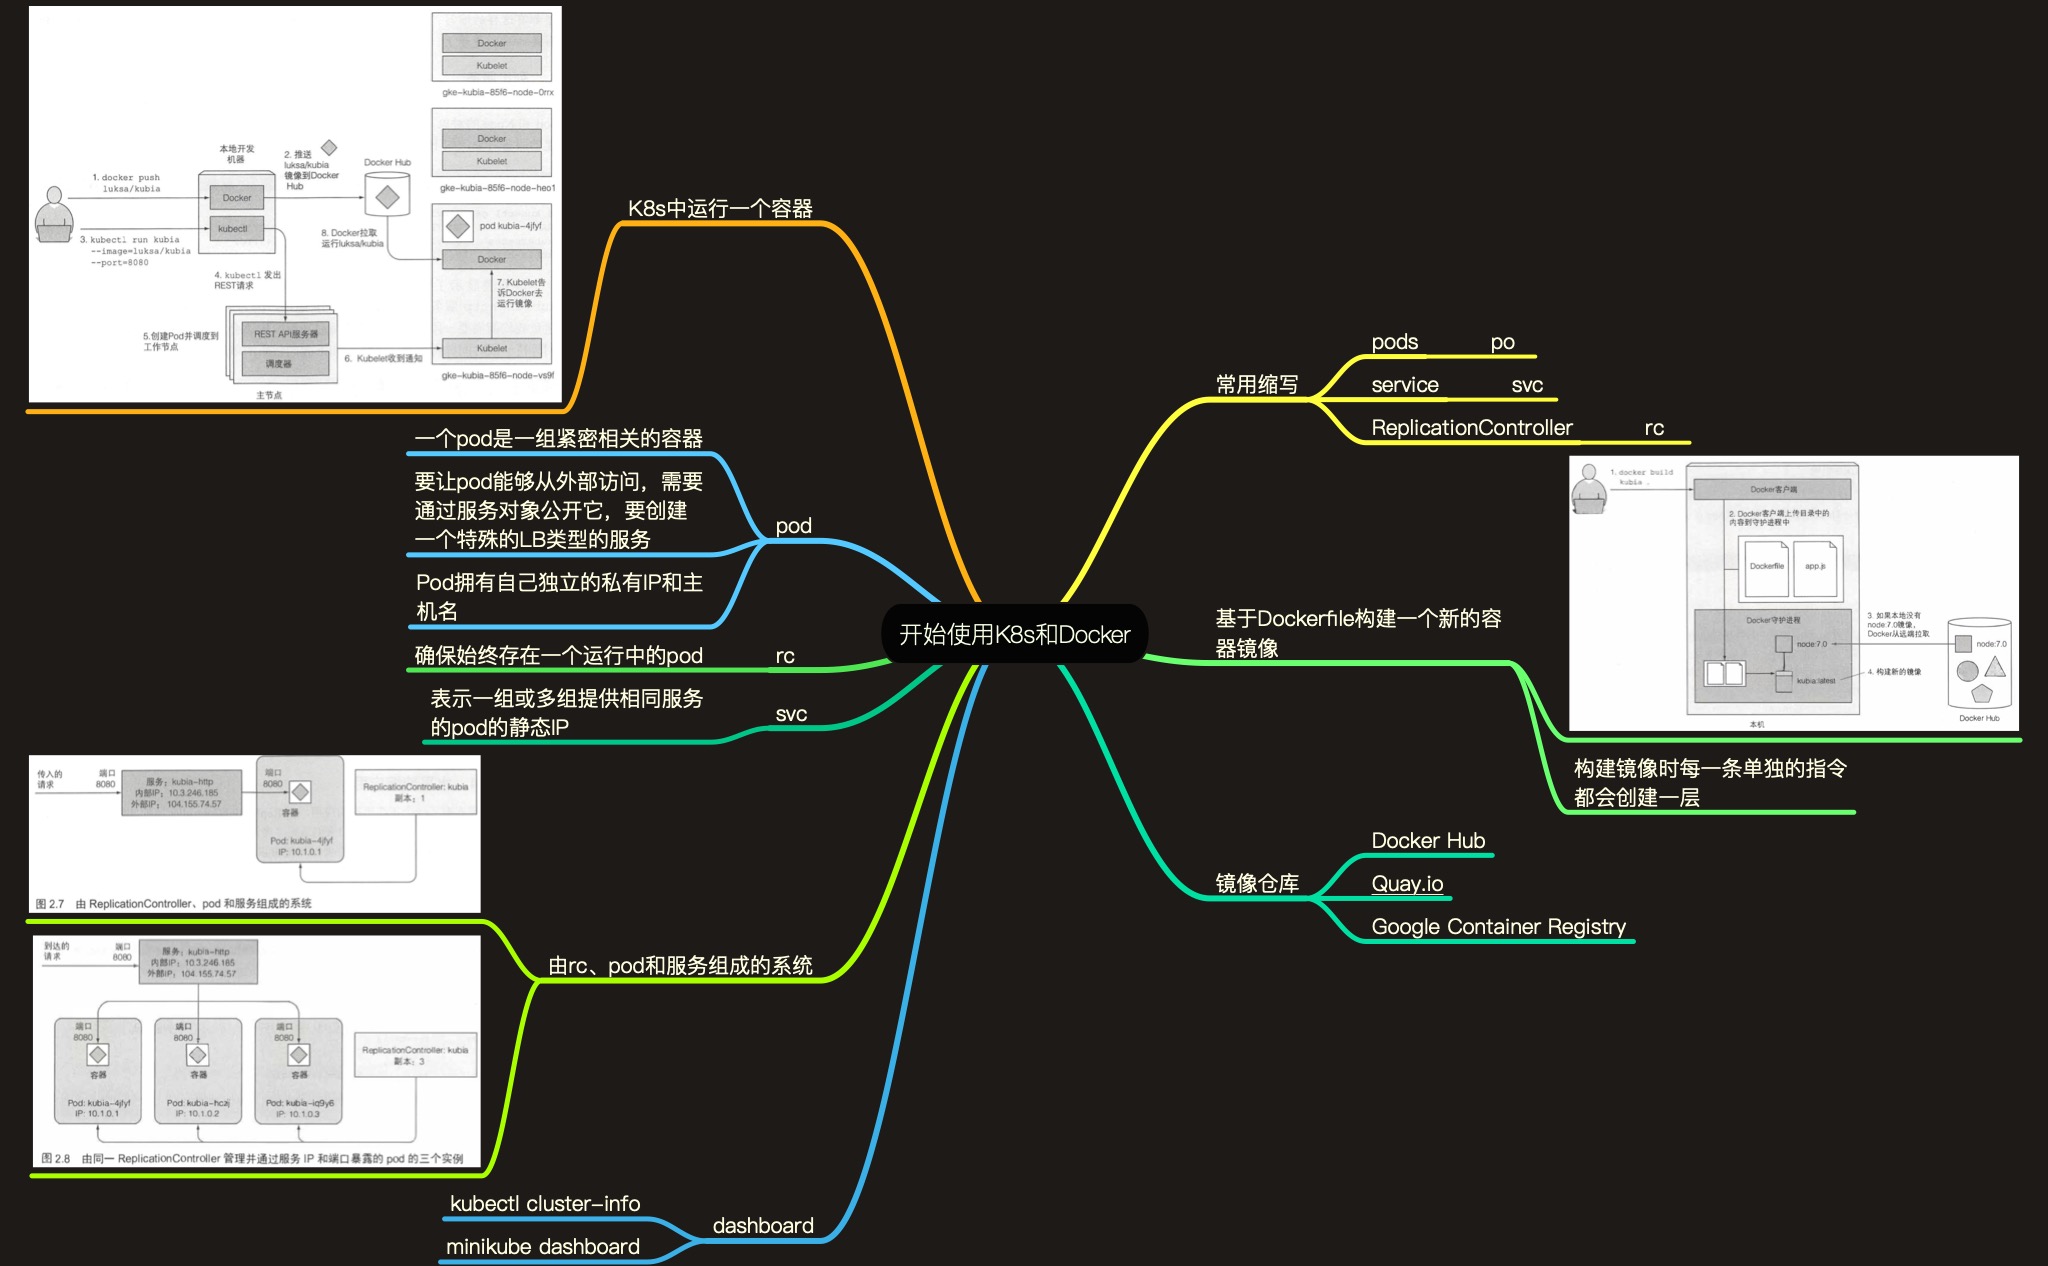 Docker
Kubelet
gke-kubia-85f6-node-0rrx
Docker
Kubelet
gke-kubia-85f6-node-heo1
本地开发
机器
2. 推送
luksa/kubia
镜像到Docker
Hub
Docker Hub
1. docker push
luksa/kubia
Docker
kubectl
3. kubectl run kubia
--image=luksa/kubia
--port=8080
4. kubectl 发出
REST请求
8. Docker拉取
运行luksa/kubia
pod kubia-4jfyf
Docker
7. Kubelet告
诉Docker去
运行镜像
5.创建Pod并调度到
工作节点
REST API服务器
调度器
主节点
6. Kubelet收到通知
Kubelet
gke-kubia-85f6-node-vs9f
K8s中运行一个容器
一个pod是一组紧密相关的容器
要让pod能够从外部访问，需要
通过服务对象公开它，要创建
一个特殊的LB类型的服务
Pod拥有自己独立的私有IP和主
机名
pod
确保始终存在一个运行中的pod
rc
表示一组或多组提供相同服务
的pod的静态IP
svc
传入的
请求
端口
8080
服务：kubia-http
内部IP：10.3.246.185
外部IP： 104.155.74.57
端口
8080
容器
Pod: kubia-4jfyf
IP: 10.1.0.1
ReplicationController: kubia
副本：1
图 2.7 由 ReplicationController、pod 和服务组成的系统
到达的
请求
端口
8080
服务：kubia-http
内部IP：10.3.246.185
外部IP：104.155.74.57
端口
8080
容器
Pod: kubia-4jfyf
IP: 10.1.0.1
端口
8080
容器
Pod: kubia-hczj
IP: 10.1.0.2
端口
8080
容器
Pod: kubia-iq9y6
IP: 10.1.0.3
ReplicationController: kubia
副本：3
图 2.8 由同一 ReplicationController 管理并通过服务 IP 和端口暴露的 pod 的三个实例
由rc、pod和服务组成的系统
kubectl cluster-info
minikube dashboard
dashboard
开始使用K8s和Docker
常用缩写
pods
po
service
svc
ReplicationController
rc
基于Dockerfile构建一个新的容
器镜像
1. docker build
kubia .
Docker客户端
2. Docker客户端上传目录中的
内容到守护进程中
Dockerfile
app.js
Docker守护进程
node:7.0
kubia:latest
本机
3. 如果本地没有
node:7.0镜像，
Docker从远端拉取
4. 构建新的镜像
node:7.0
Docker Hub
构建镜像时每一条单独的指令
都会创建一层
镜像仓库
Docker Hub
Quay.io
Google Container Registry